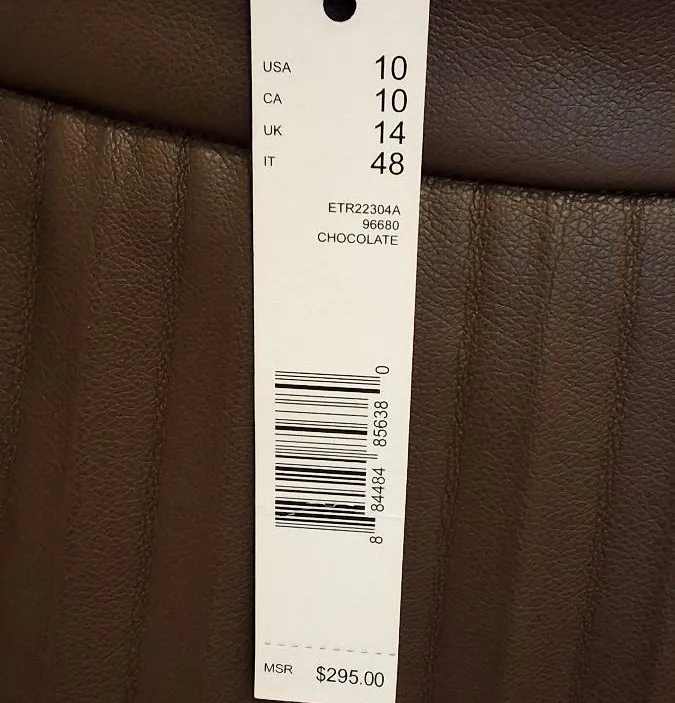 USA 10
CA 10
UK 14
IT 48
ETR22304A
96680
CHOCOLATE
8 84484 85638 0
MSR $295.00